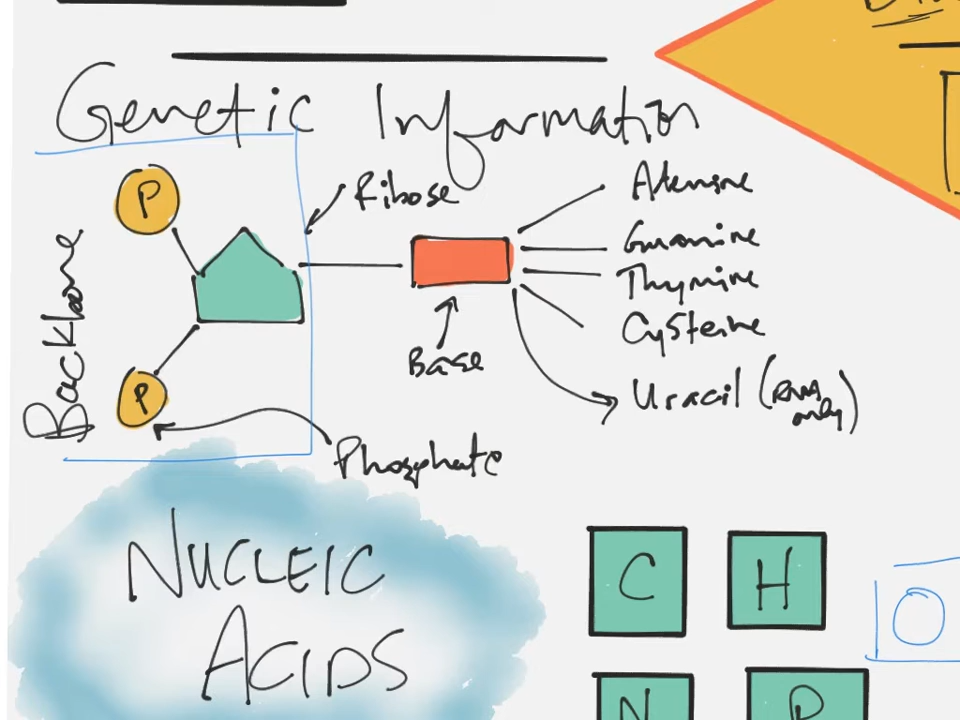 Genetic Information
P
Ribose
Adenine
Guanine
Thymine
Cysteine
Base
Uracil (RNA only)
Backbone
P
Phosphate
NUCLEIC
ACIDS
C
H
O
N
P